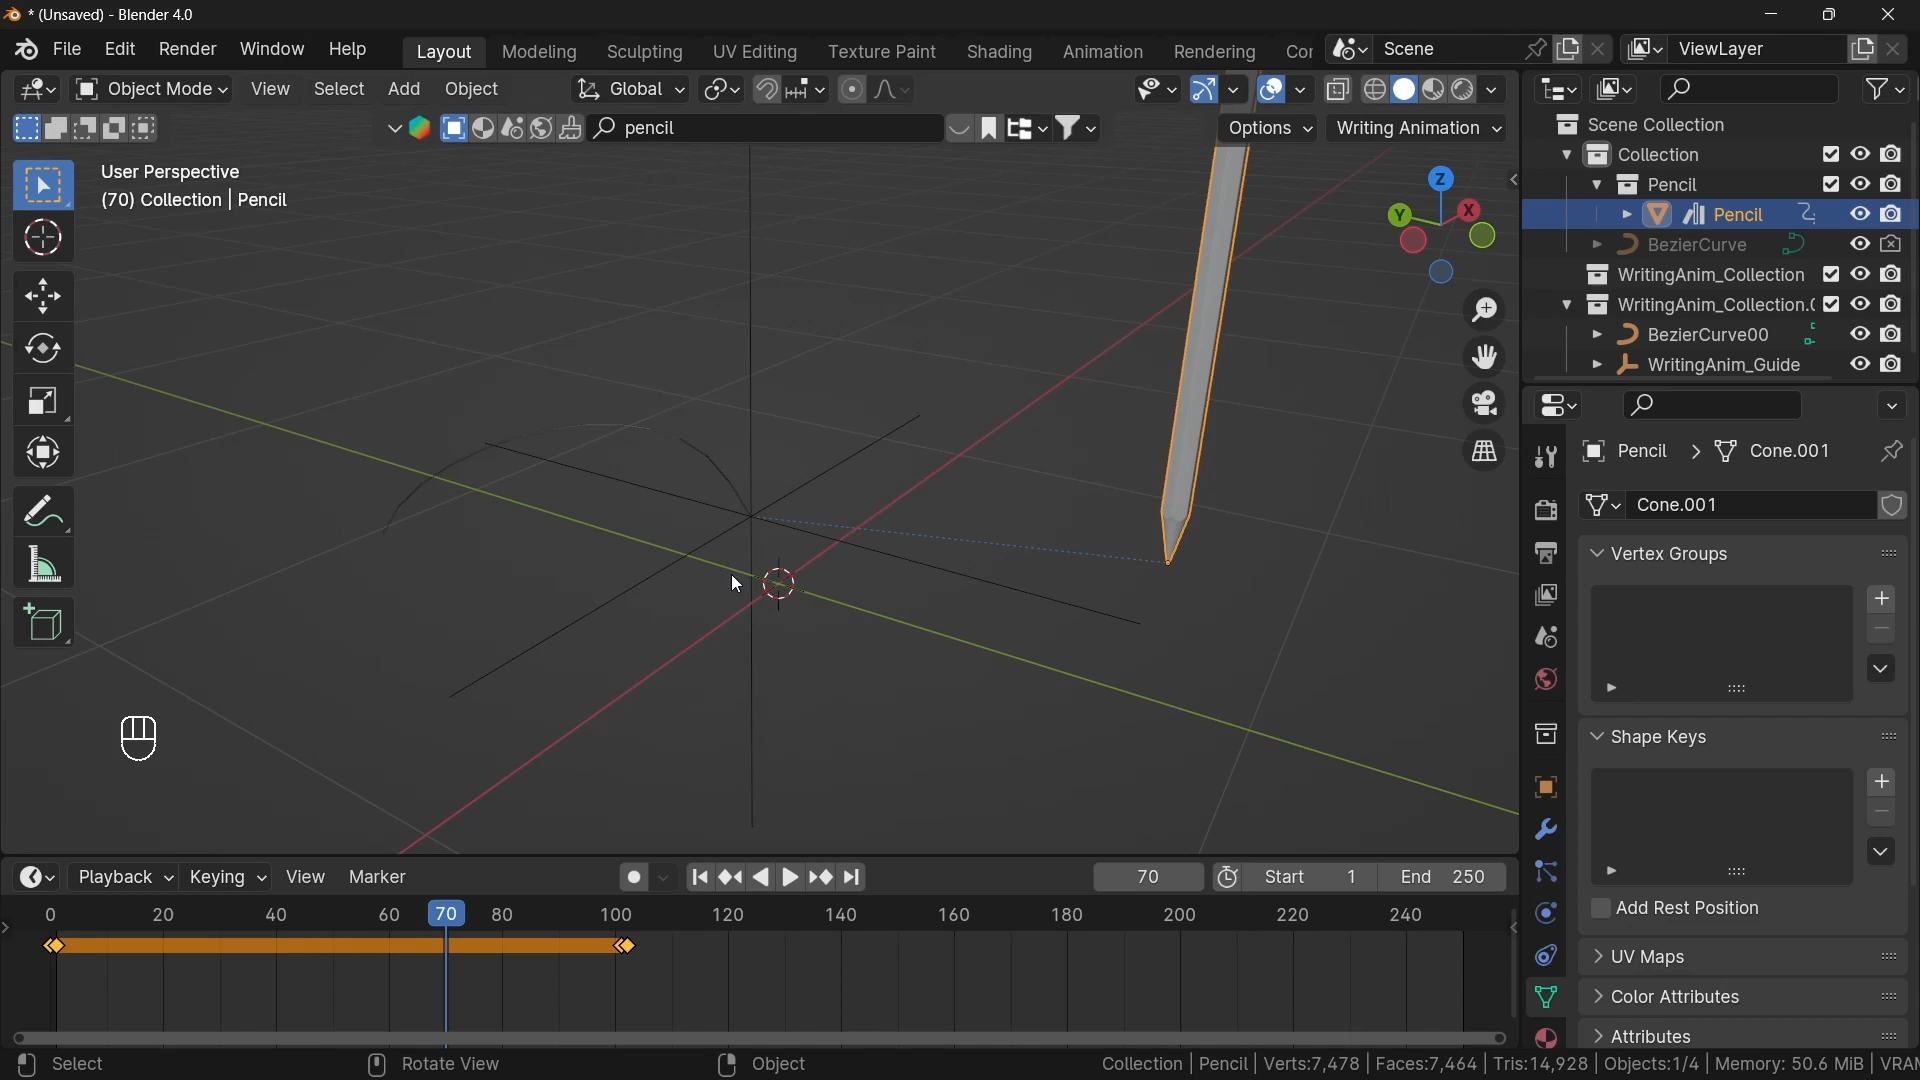 * (Unsaved) - Blender 4.0
File Edit Render Window Help Layout Modeling Sculpting UV Editing Texture Paint Shading Animation Rendering Cor Scene ViewLayer
Object Mode View Select Add Object Global
pencil Options Writing Animation
User Perspective
(70) Collection | Pencil
Z
Y
X
Scene Collection
Collection
Pencil
Pencil
BezierCurve
WritingAnim_Collection
WritingAnim_Collection.(
BezierCurve00
WritingAnim_Guide
Pencil > Cone.001
Cone.001
Vertex Groups
Shape Keys
Add Rest Position
UV Maps
Color Attributes
Attributes
Playback Keying View Marker 70 Start 1 End 250
0 20 40 60 70 80 100 120 140 160 180 200 220 240
Select Rotate View Object Collection | Pencil | Verts:7,478 | Faces:7,464 | Tris:14,928 | Objects:1/4 | Memory: 50.6 MiB | VRAM